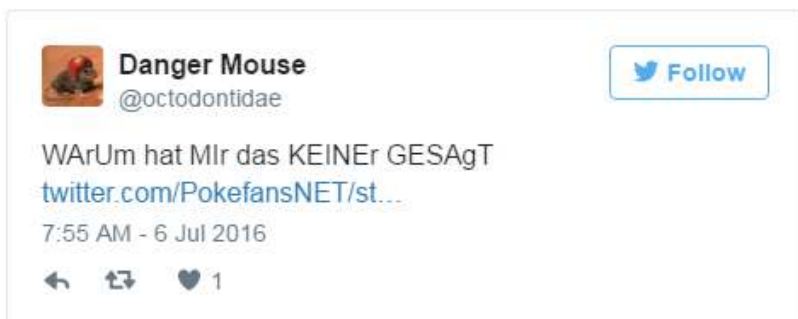 Danger Mouse
Follow
@octodontidae
WArUm hat MIr das KEINEr GESAgT
twitter.com/PokefansNET/st...
7:55 AM - 6 Jul 2016
1